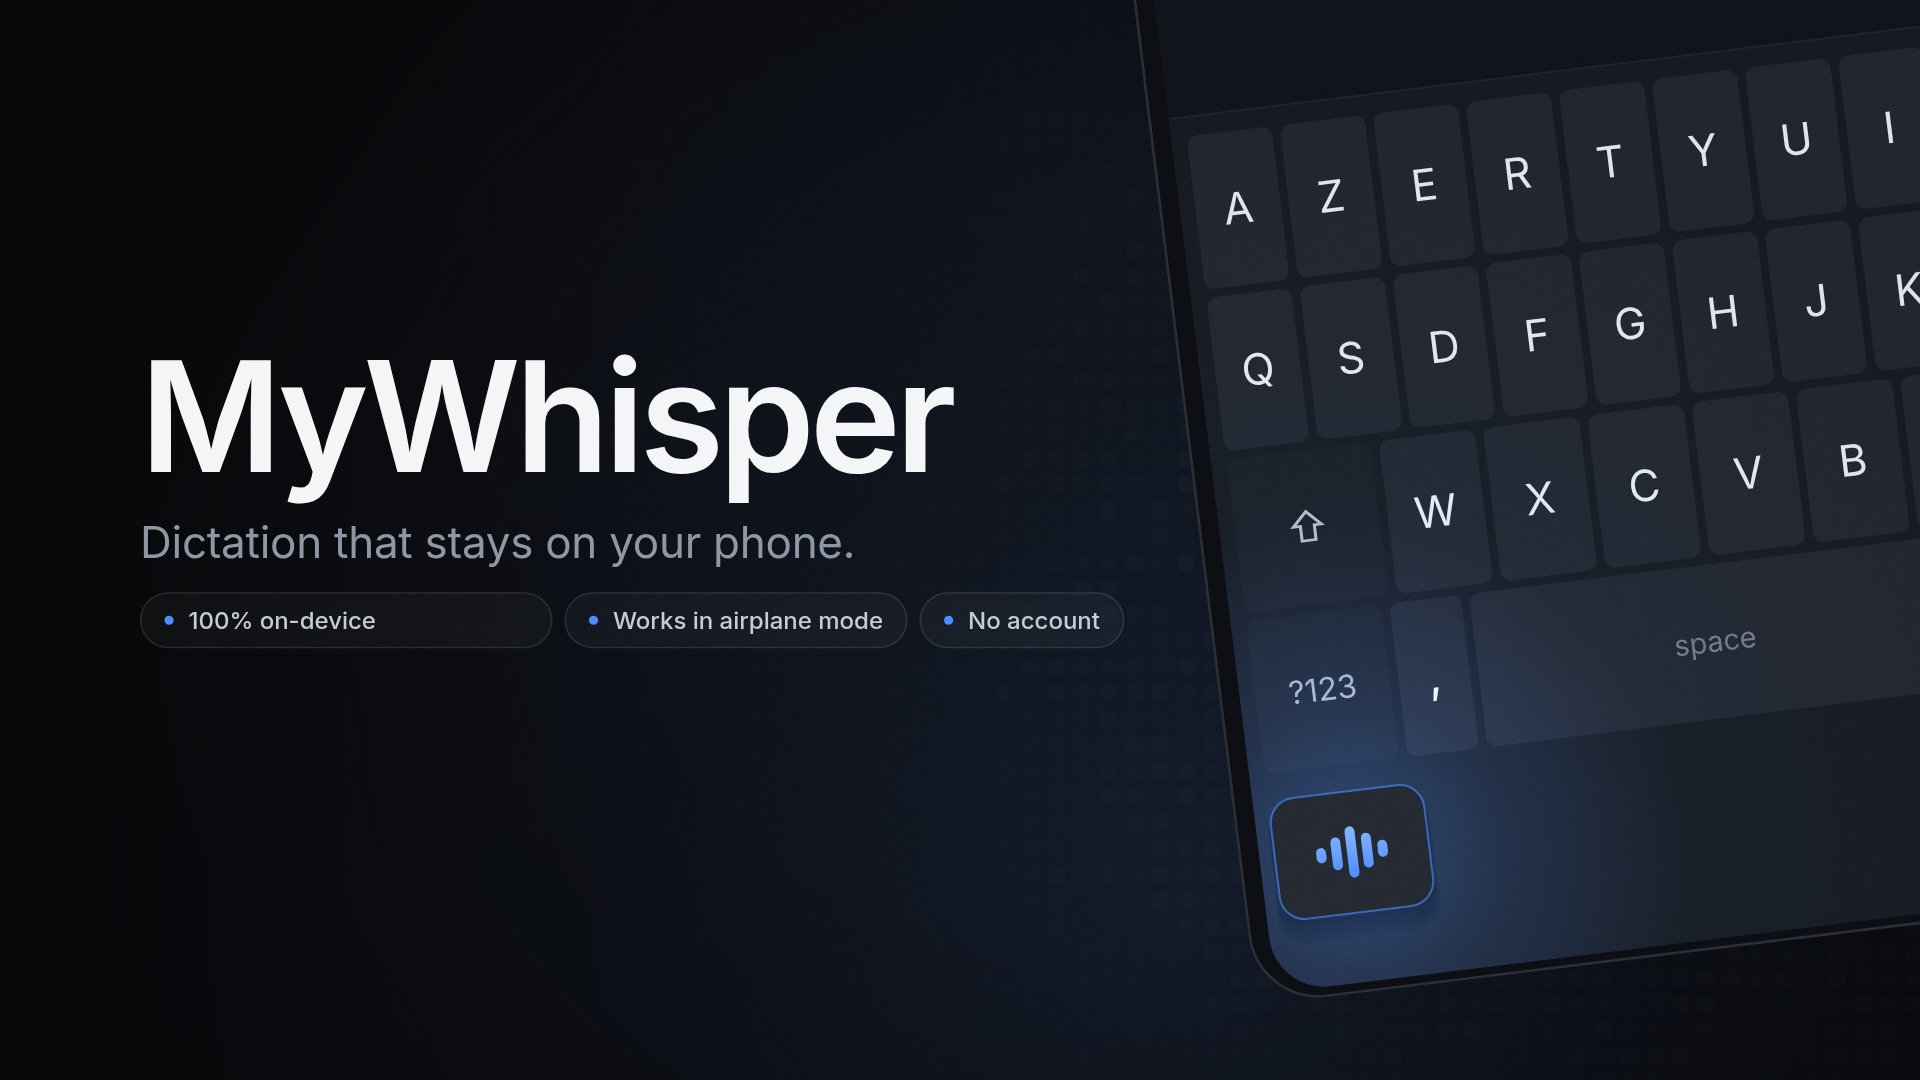 MyWhisper
Dictation that stays on your phone.
100% on-device
Works in airplane mode
No account
A Z E R T Y U I
Q S D F G H J K
W X C V B
?123 , space